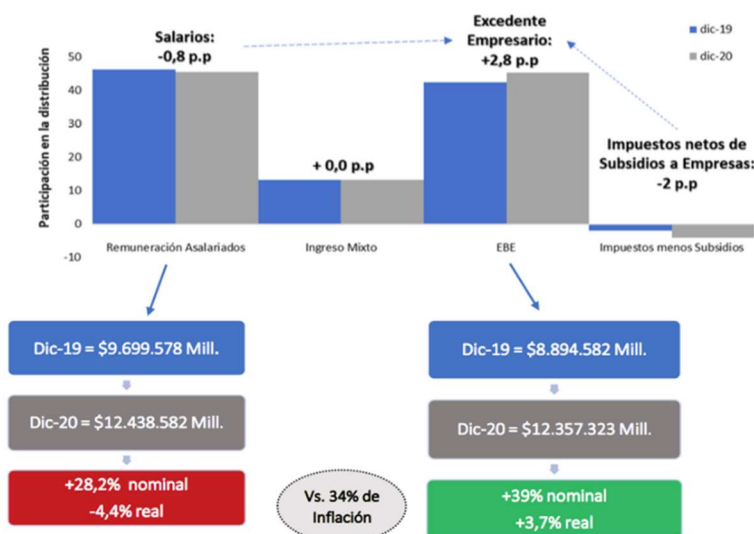 Participación en la distribución
50
40
30
20
10
0
-10
Salarios:
-0,8 p.p
Excedente
Empresario:
+2,8 p.p
dic-19
dic-20
+ 0,0 p.p
Impuestos netos de
Subsidios a Empresas:
-2 p.p
Remuneración Asalariados
Ingreso Mixto
EBE
Impuestos menos Subsidios
Dic-19 = $9.699.578 Mill.
Dic-20 = $12.438.582 Mill.
+28,2% nominal
-4,4% real
Vs. 34% de
Inflación
Dic-19 = $8.894.582 Mill.
Dic-20 = $12.357.323 Mill.
+39% nominal
+3,7% real